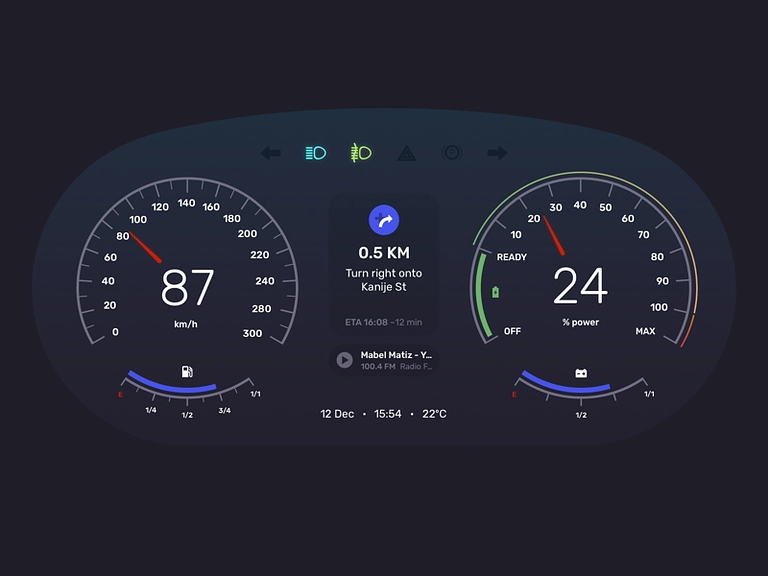 0
20
40
60
80
100
120
140
160
180
200
220
240
280
300
87
km/h
E
1/4
1/2
3/4
1/1
0.5 KM
Turn right onto
Kanije St
ETA 16:08 ~12 min
Mabel Matiz - Y...
100.4 FM Radio F...
12 Dec • 15:54 • 22°C
OFF
READY
10
20
30
40
50
60
70
80
90
100
MAX
24
% power
E
1/2
1/1